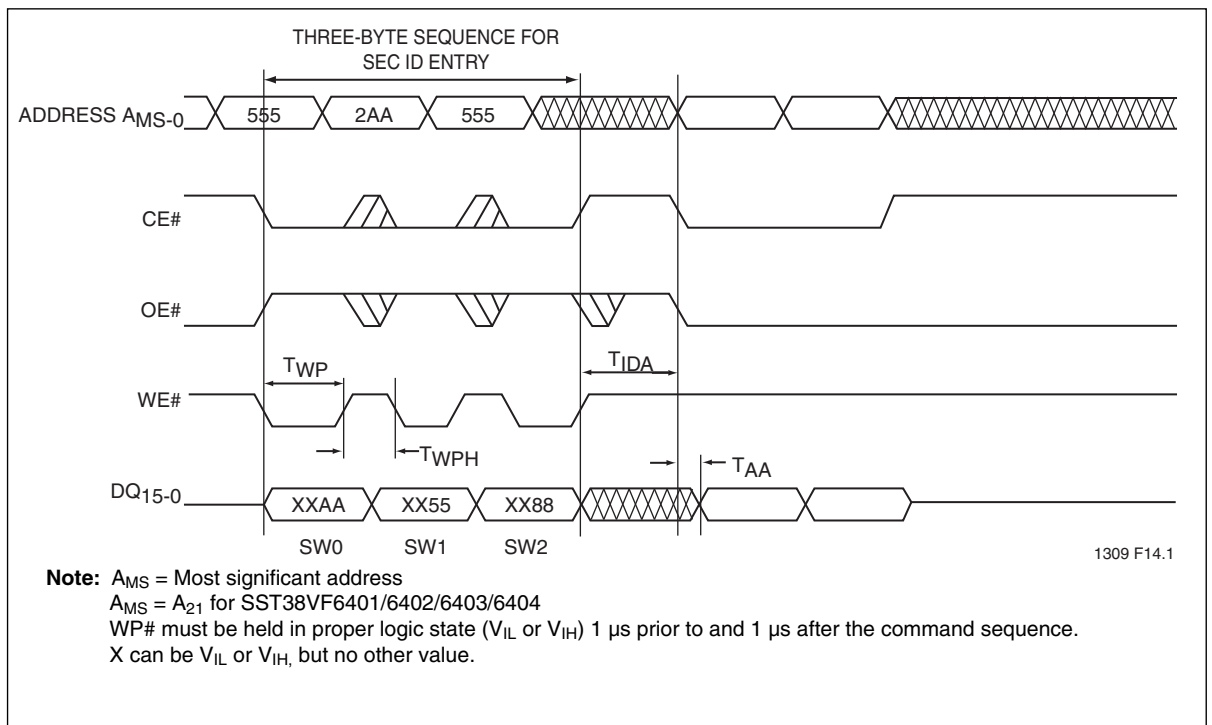 THREE-BYTE SEQUENCE FOR
SEC ID ENTRY
ADDRESS AMS-0
555
2AA
555
CE#
OE#
TWP
TIDA
WE#
TWPH
TAA
DQ15-0
XXAA
XX55
XX88
SW0
SW1
SW2
1309 F14.1
Note: AMS = Most significant address
AMS = A21 for SST38VF6401/6402/6403/6404
WP# must be held in proper logic state (VIL or VIH) 1 µs prior to and 1 µs after the command sequence.
X can be VIL or VIH, but no other value.